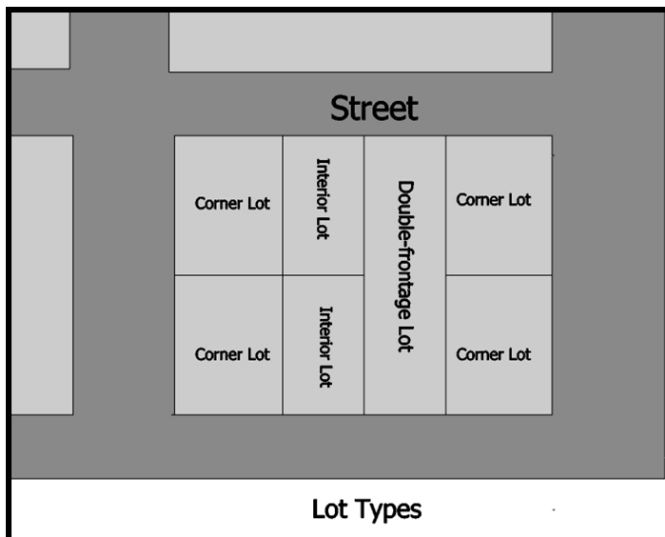 Street
Corner Lot
Interior Lot
Double-frontage Lot
Corner Lot
Corner Lot
Interior Lot
Corner Lot
Lot Types